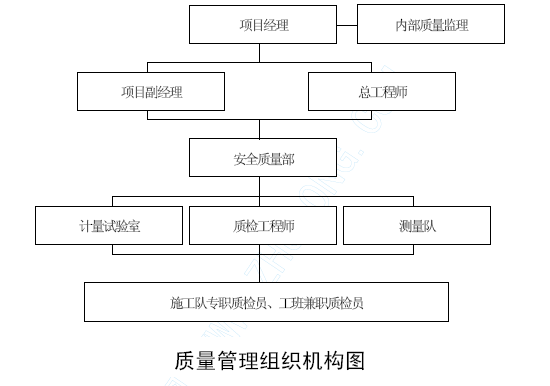 项目经理
内部质量监理
项目副经理
总工程师
安全质量部
计量试验室
质检工程师
测量队
施工队专职质检员、工班兼职质检员
质量管理组织机构图